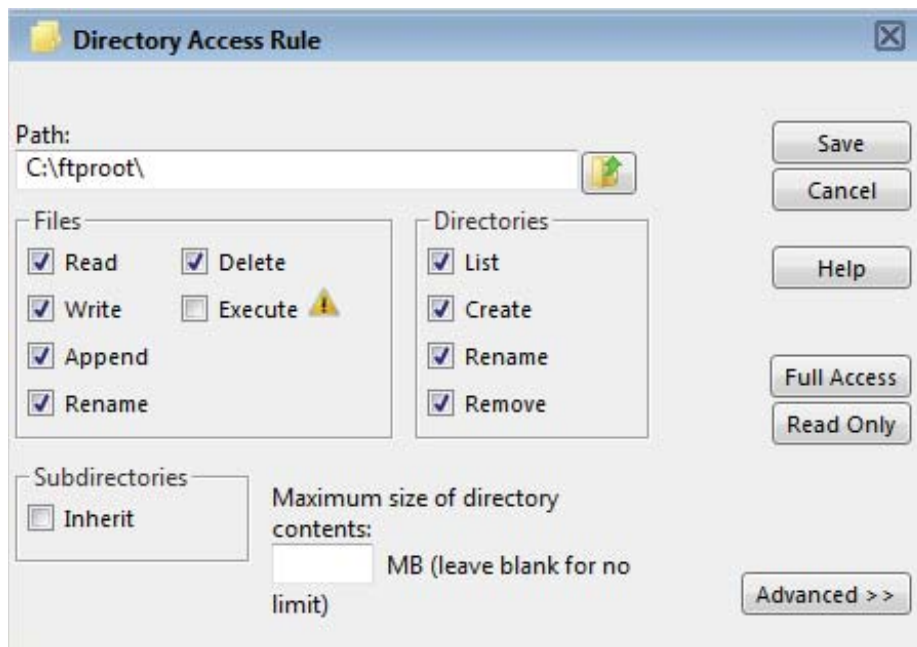 Directory Access Rule
Path:
C:\ftproot\
Save
Cancel
Files
Directories
Read
Delete
List
Help
Write
Execute
Create
Append
Rename
Full Access
Rename
Remove
Read Only
Subdirectories
Inherit
Maximum size of directory
contents:
MB (leave blank for no
limit)
Advanced >>